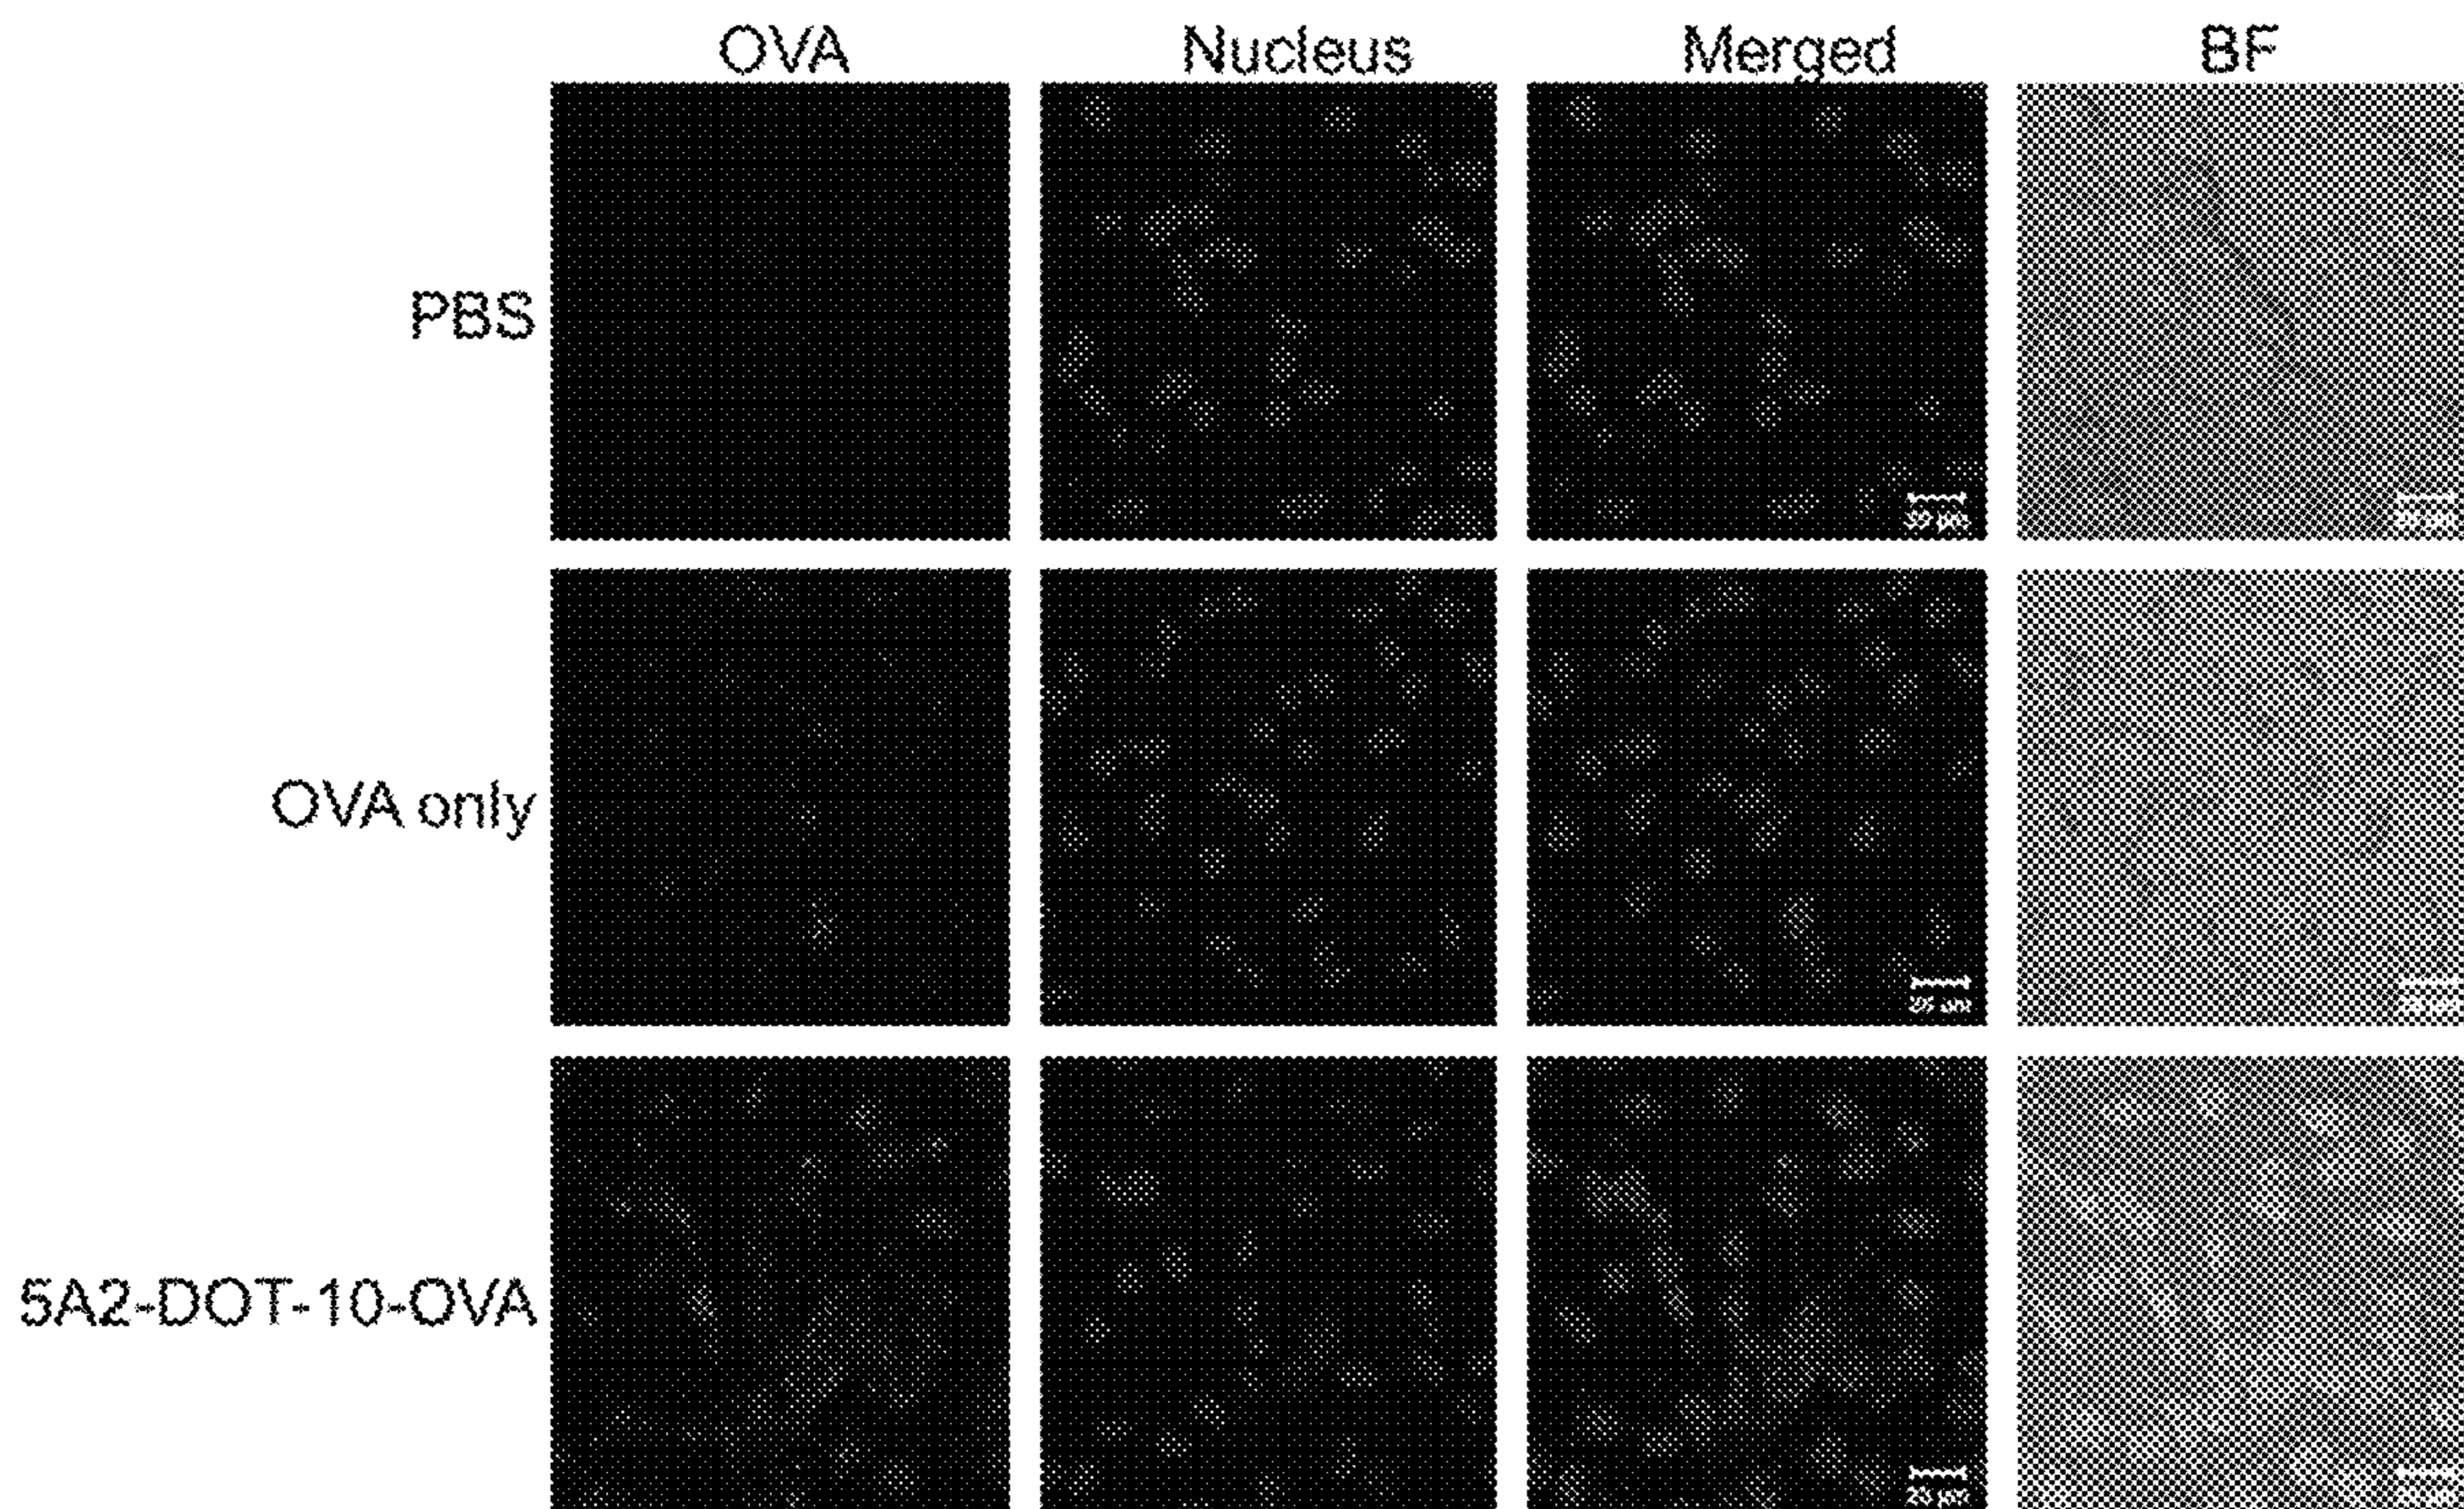 OVA Nucleus Merged BF
PBS
OVA only
5A2-DOT-10-OVA